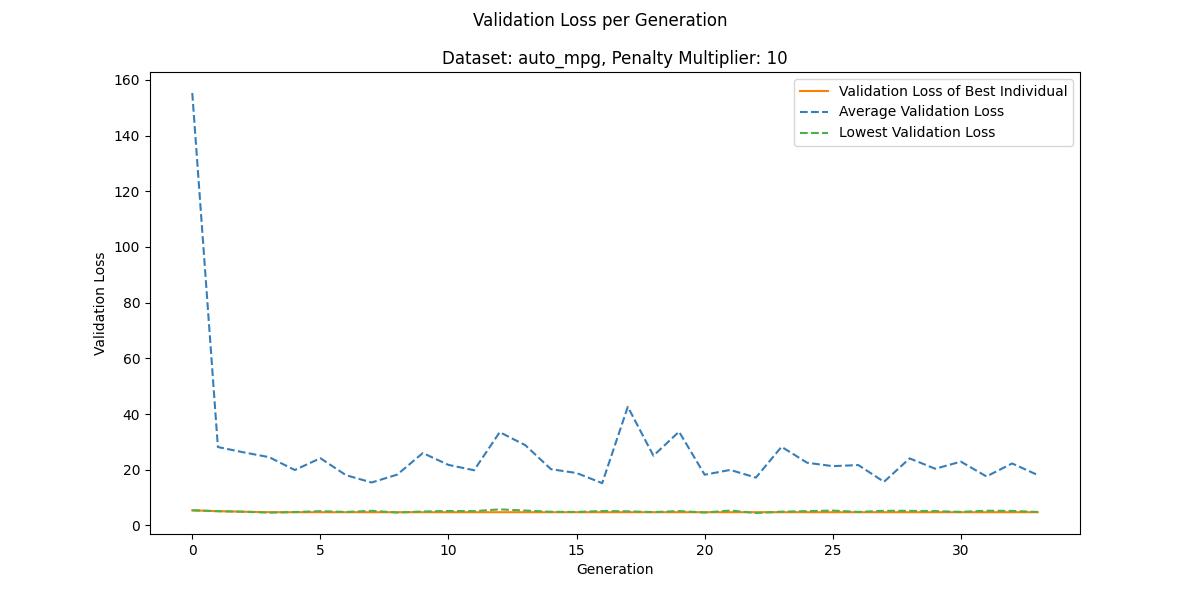 Validation Loss per Generation
Dataset: auto_mpg, Penalty Multiplier: 10
Validation Loss of Best Individual
Average Validation Loss
Lowest Validation Loss
Validation Loss
160
140
120
100
80
60
40
20
0
0 5 10 15 20 25 30
Generation